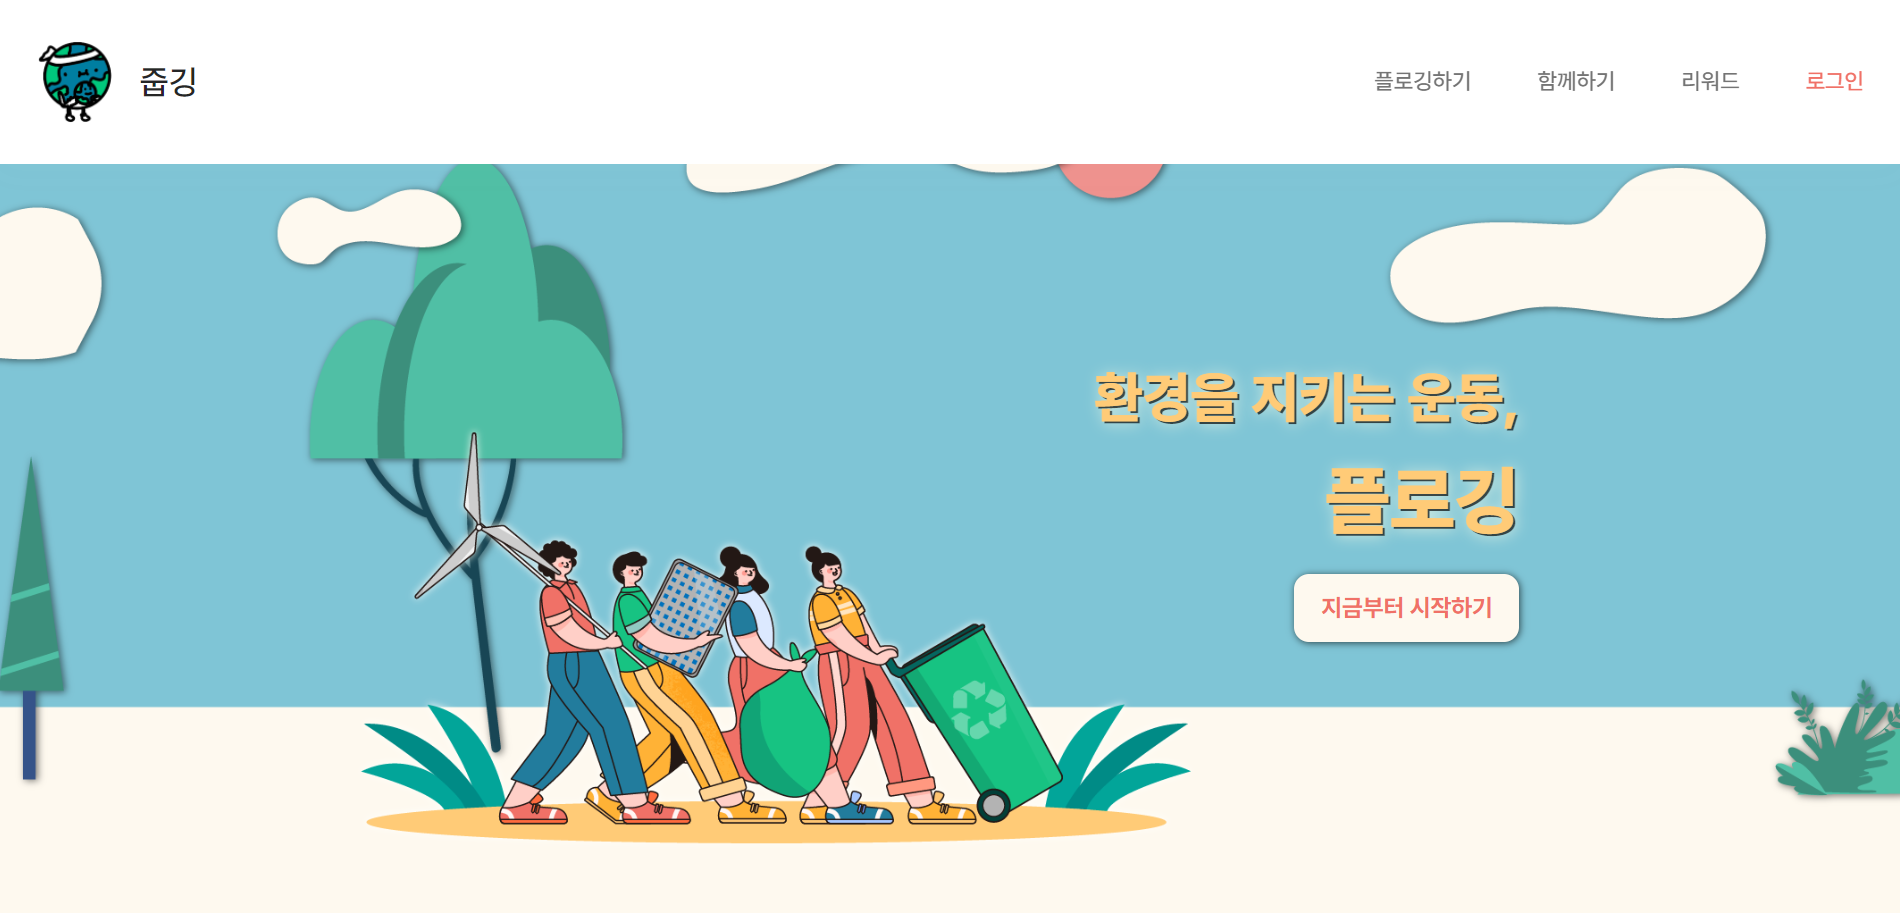 줍깅
플로깅하기
함께하기
리워드
로그인
환경을 지키는 운동,
플로깅
지금부터 시작하기